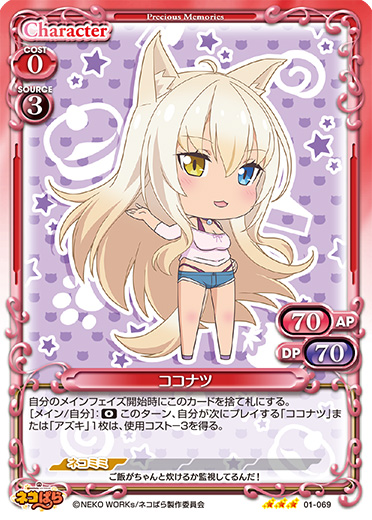 Precious Memories
Character
COST
0
SOURCE
3
70 AP
DP 70
ココナツ
自分のメインフェイズ開始時にこのカードを捨て札にする。
[メイン/自分]:0このターン、自分が次にプレイする「ココナツ」ま
たは「アズキ」1枚は、使用コスト-3を得る。
ネコミミ
ご飯がちゃんと炊けるか監視してるんだ!
ネコぱら
©NEKO WORKs/ネコぱら製作委員会
01-069